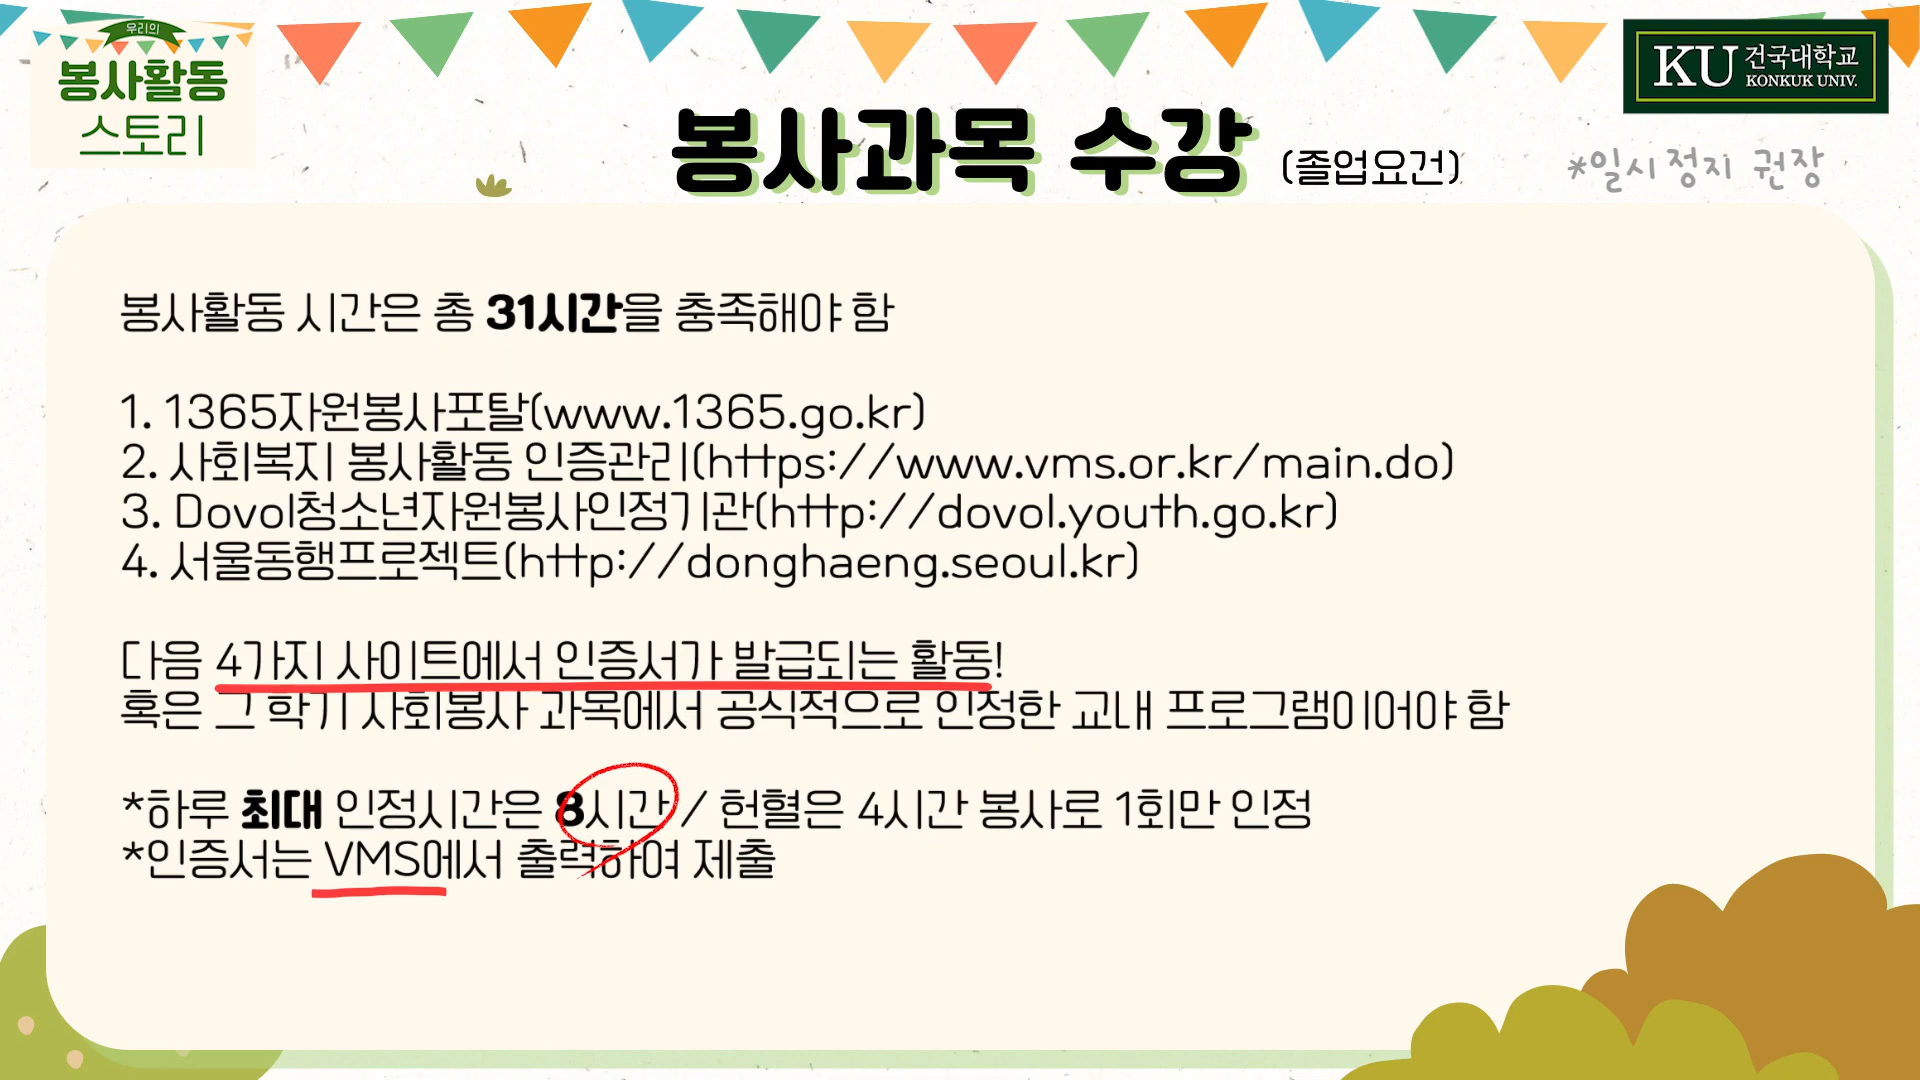 우리의
봉사활동
스토리
KU 건국대학교
KONKUK UNIV.
봉사과목 수강 (졸업요건)
*일시정지 권장
봉사활동 시간은 총 31시간을 충족해야 함
1. 1365자원봉사포탈(www.1365.go.kr)
2. 사회복지 봉사활동 인증관리(https://www.vms.or.kr/main.do)
3. Dovol청소년자원봉사인정기관(http://dovol.youth.go.kr)
4. 서울동행프로젝트(http://donghaeng.seoul.kr)
다음 4가지 사이트에서 인증서가 발급되는 활동!
혹은 그 학기 사회봉사 과목에서 공식적으로 인정한 교내 프로그램이어야 함
*하루 최대 인정시간은 8시간 / 헌혈은 4시간 봉사로 1회만 인정
*인증서는 VMS에서 출력하여 제출